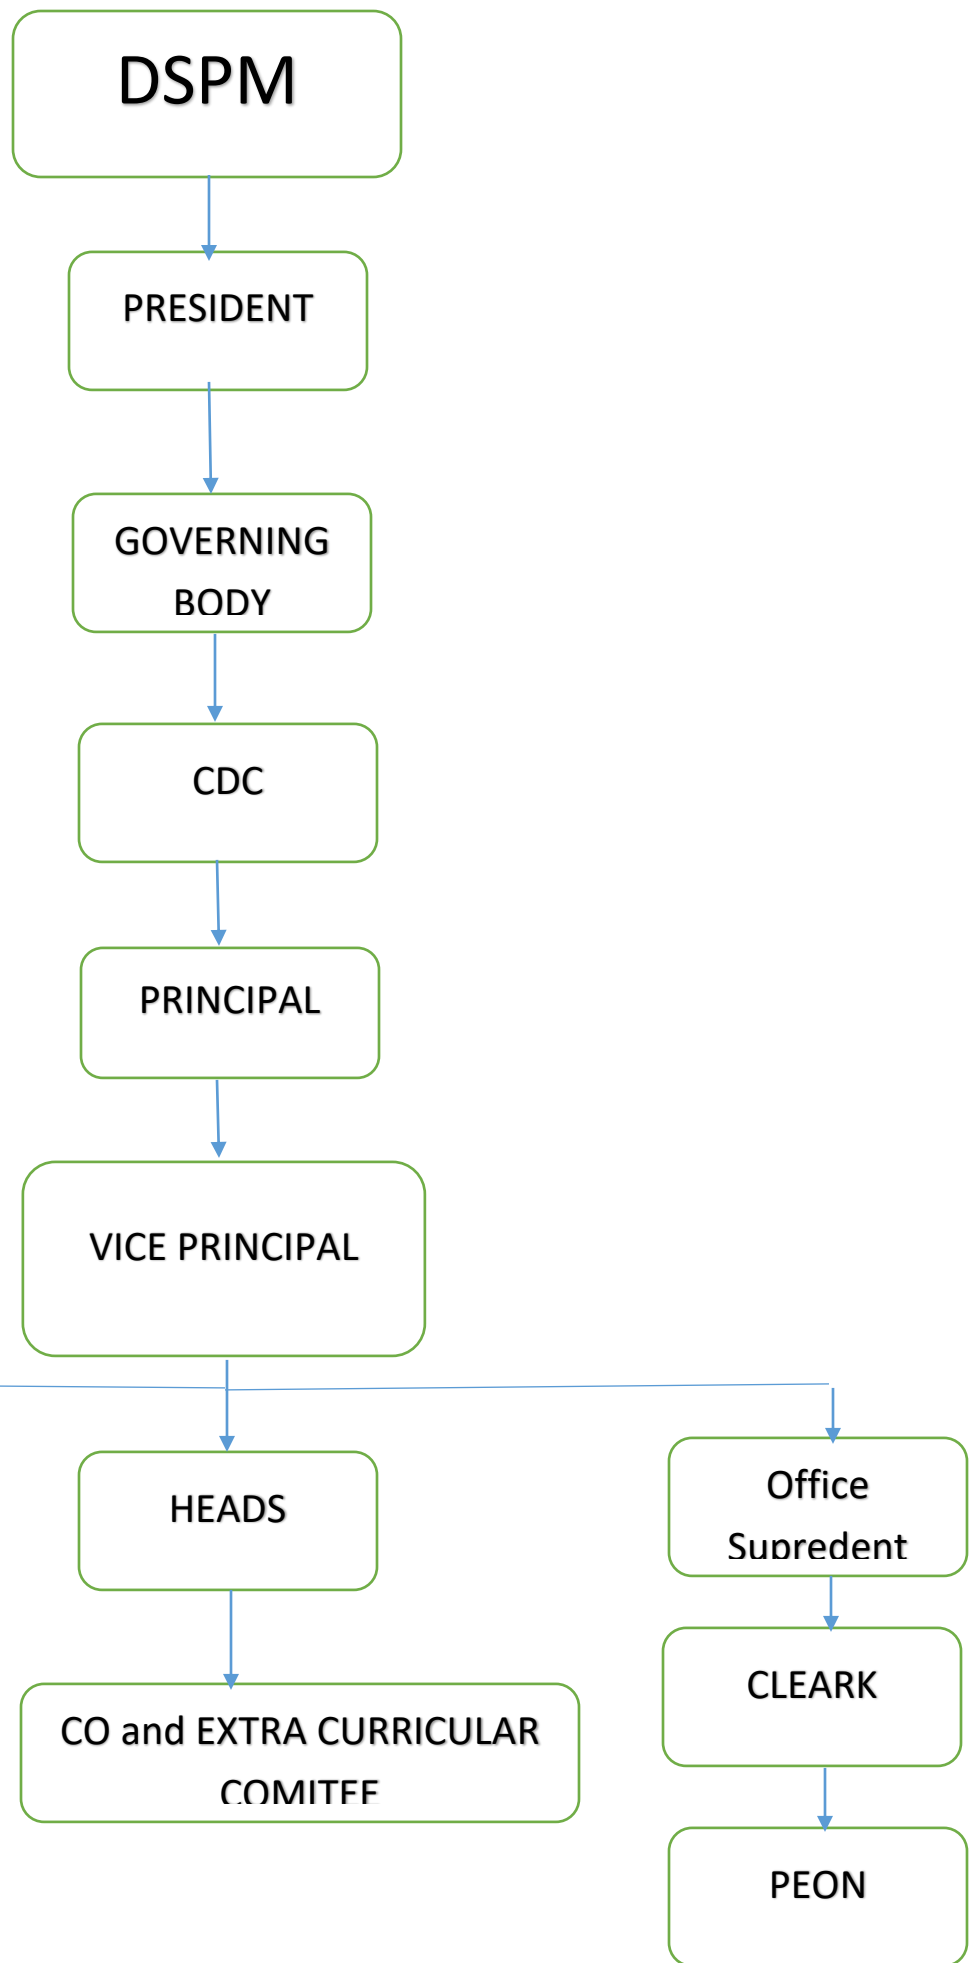 DSPM
PRESIDENT
GOVERNING
BODY
CDC
PRINCIPAL
VICE PRINCIPAL
HEADS
Office
Supredent
CO and EXTRA CURRICULAR
COMITEE
CLEARK
PEON